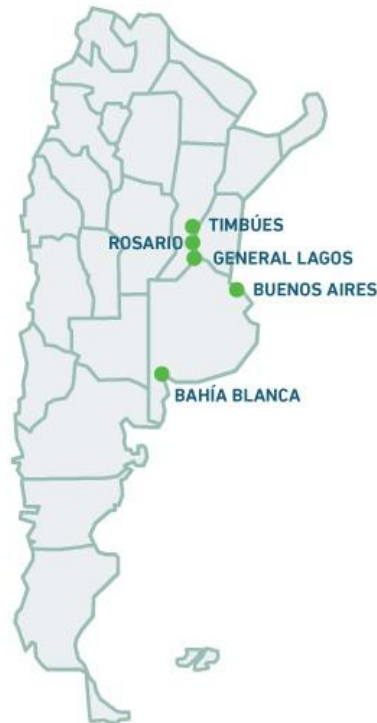 TIMBÚES
ROSARIO
GENERAL LAGOS
BUENOS AIRES
BAHÍA BLANCA